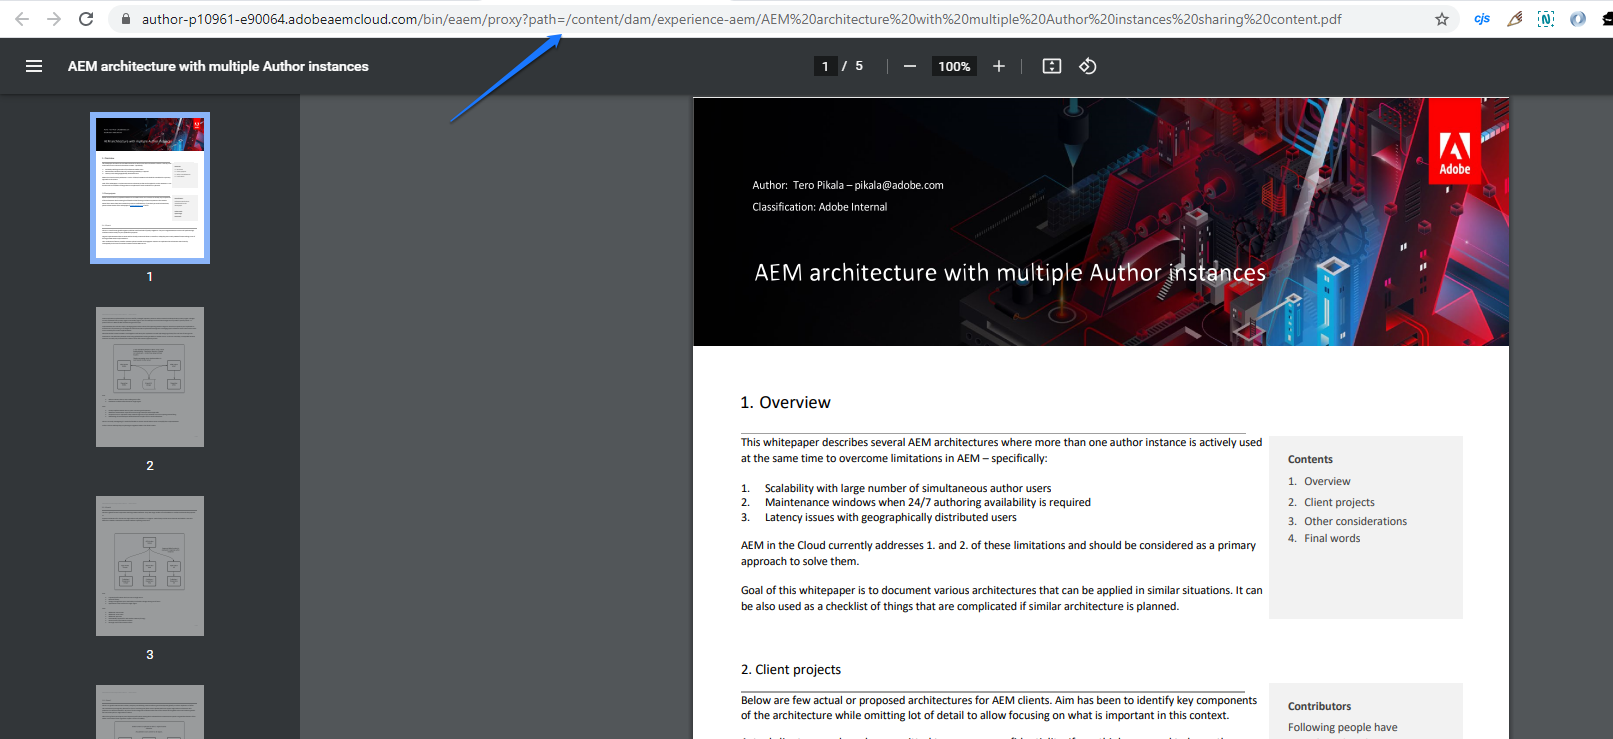 author-p10961-e90064.adobeaemcloud.com/bin/eaem/proxy?path=/content/dam/experience-aem/AEM%20architecture%20with%20multiple%20Author%20instances%20sharing%20content.pdf
cjs
N
AEM architecture with multiple Author instances
1 / 5
100%
1
2
3
Adobe
Author: Tero Pikala – pikala@adobe.com
Classification: Adobe Internal
AEM architecture with multiple Author instances
1. Overview
This whitepaper describes several AEM architectures where more than one author instance is actively used
at the same time to overcome limitations in AEM – specifically:
1. Scalability with large number of simultaneous author users
2. Maintenance windows when 24/7 authoring availability is required
3. Latency issues with geographically distributed users
AEM in the Cloud currently addresses 1. and 2. of these limitations and should be considered as a primary
approach to solve them.
Goal of this whitepaper is to document various architectures that can be applied in similar situations. It can
be also used as a checklist of things that are complicated if similar architecture is planned.
Contents
1. Overview
2. Client projects
3. Other considerations
4. Final words
2. Client projects
Below are few actual or proposed architectures for AEM clients. Aim has been to identify key components
of the architecture while omitting lot of detail to allow focusing on what is important in this context.
Contributors
Following people have